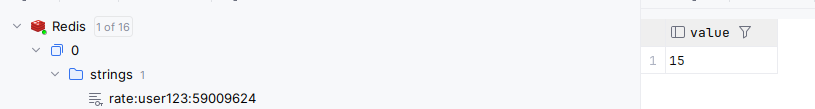 Redis 1 of 16
0
strings 1
rate:user123:59009624
value
1 15